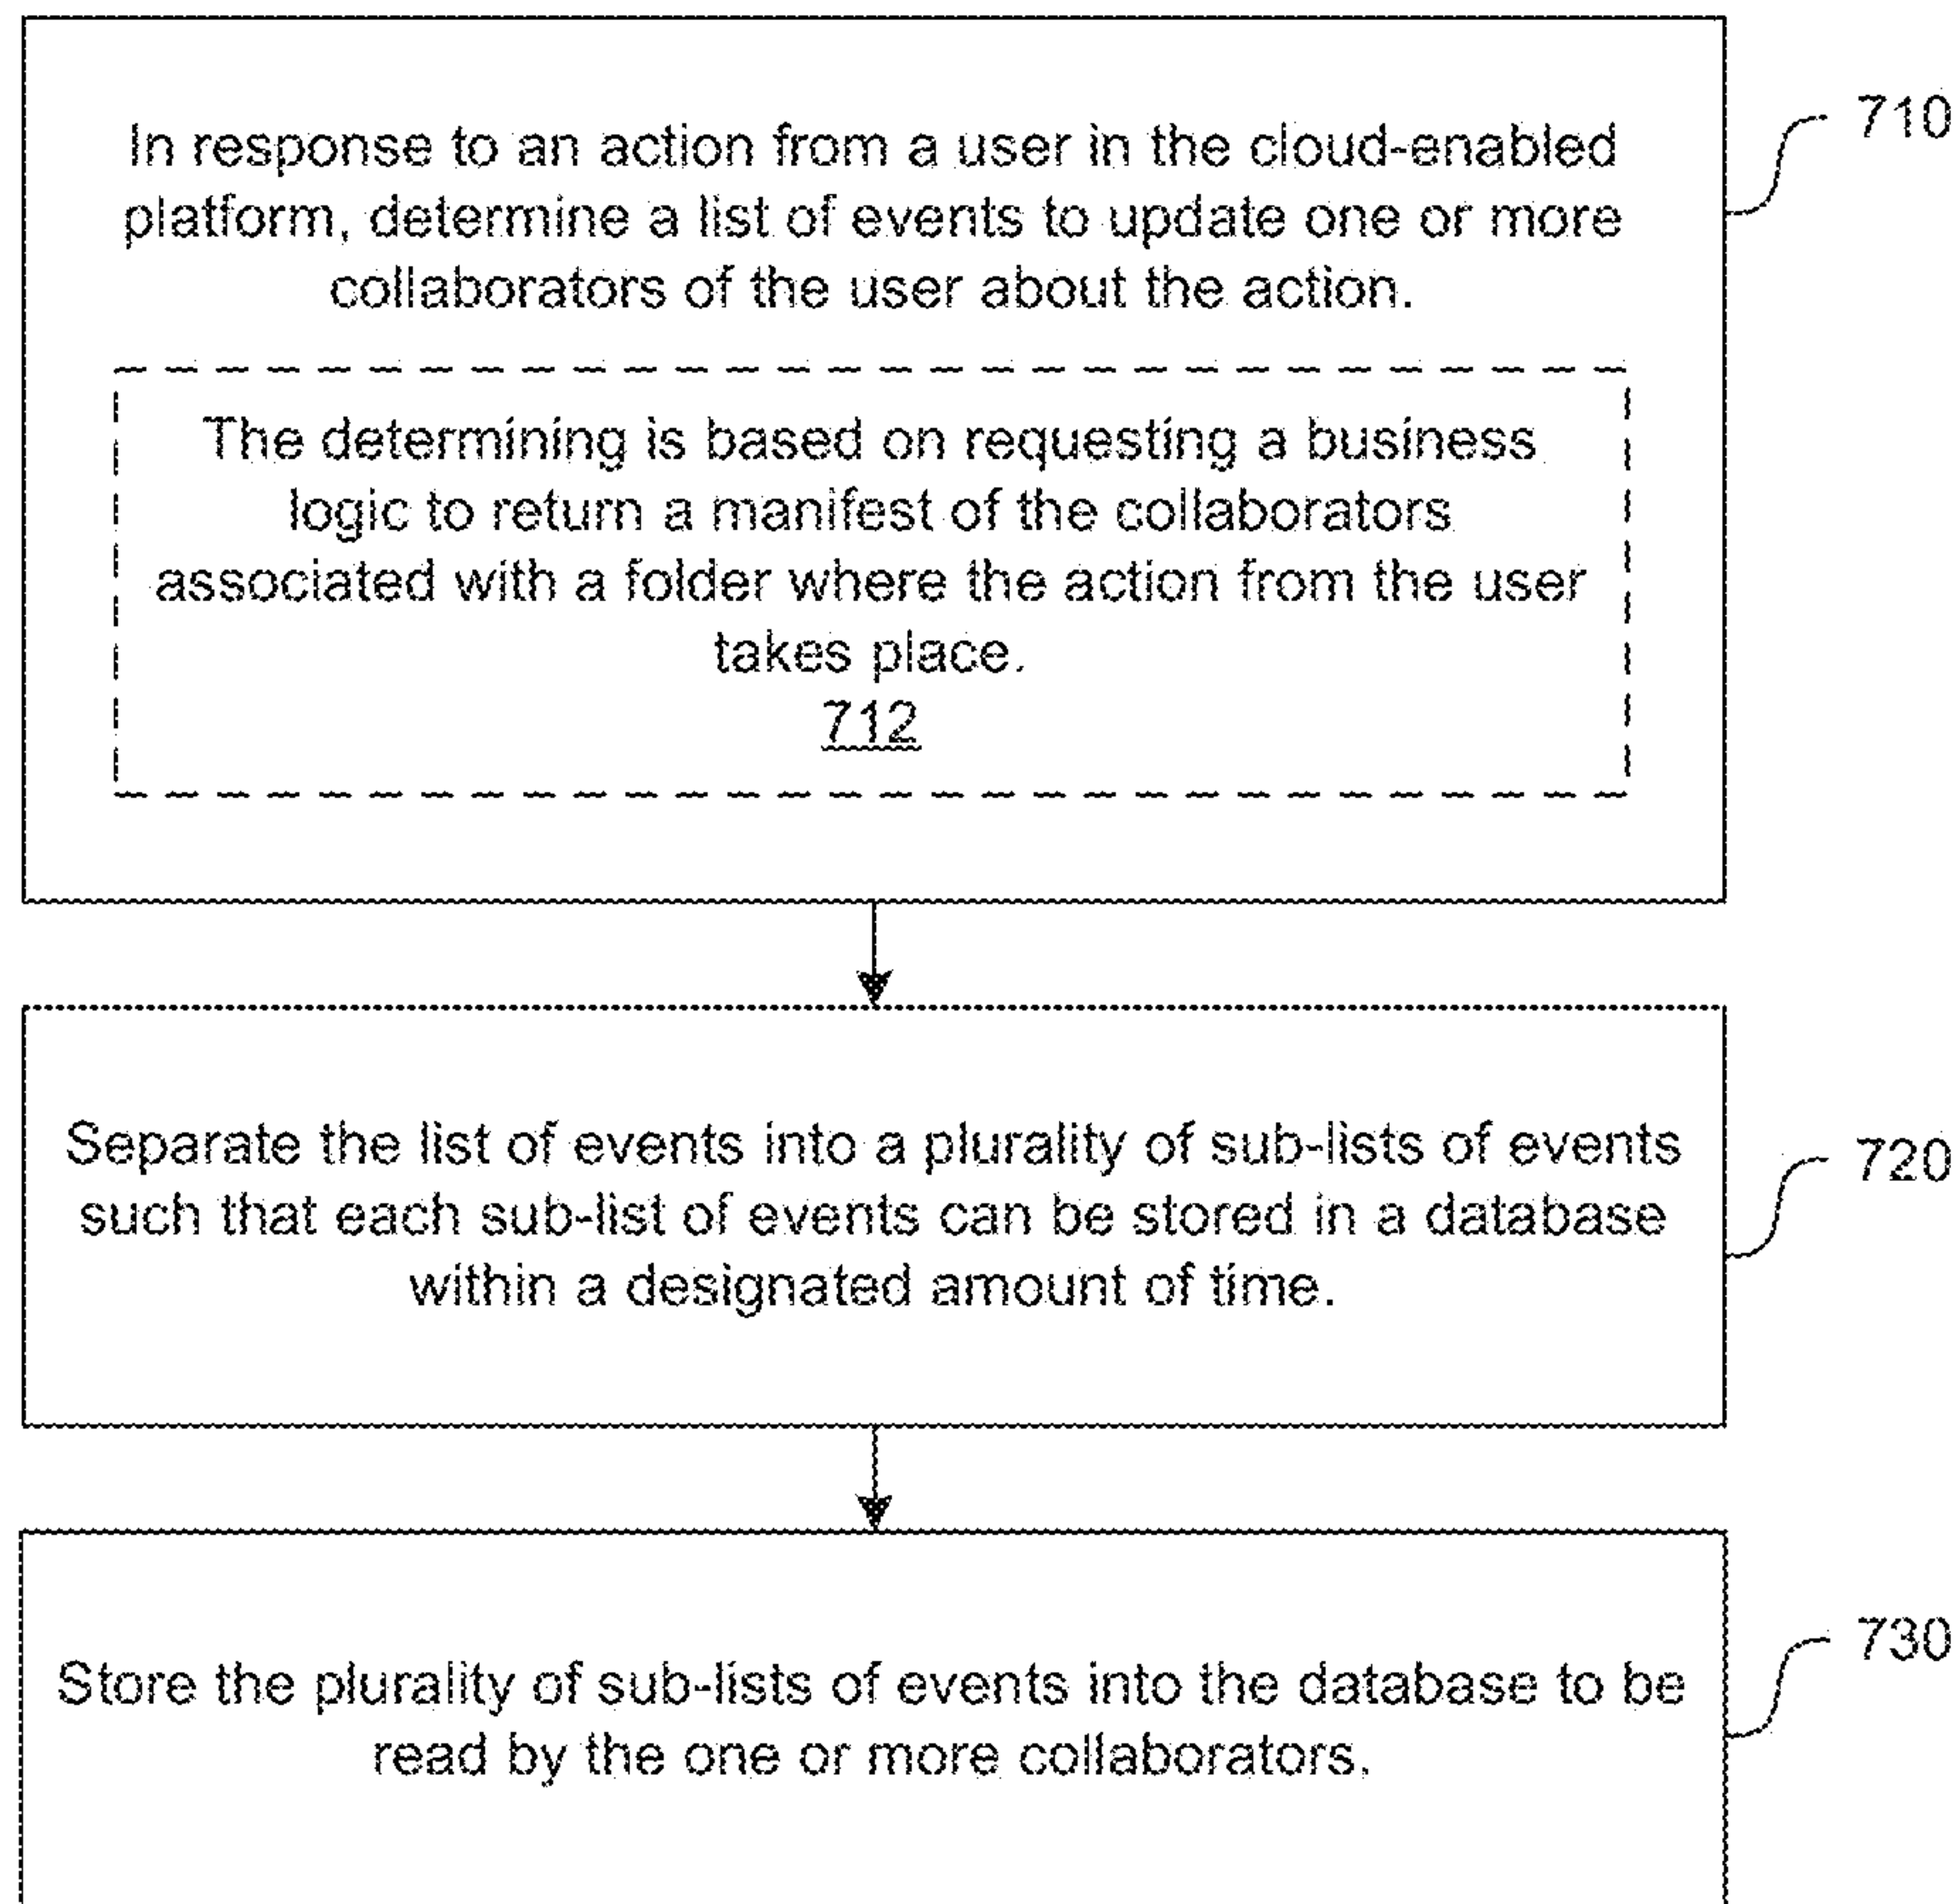 In response to an action from a user in the cloud-enabled
platform, determine a list of events to update one or more
collaborators of the user about the action.
710
The determining is based on requesting a business
logic to return a manifest of the collaborators
associated with a folder where the action from the user
takes place.
712
Separate the list of events into a plurality of sub-lists of events
such that each sub-list of events can be stored in a database
within a designated amount of time.
720
Store the plurality of sub-lists of events into the database to be
read by the one or more collaborators.
730